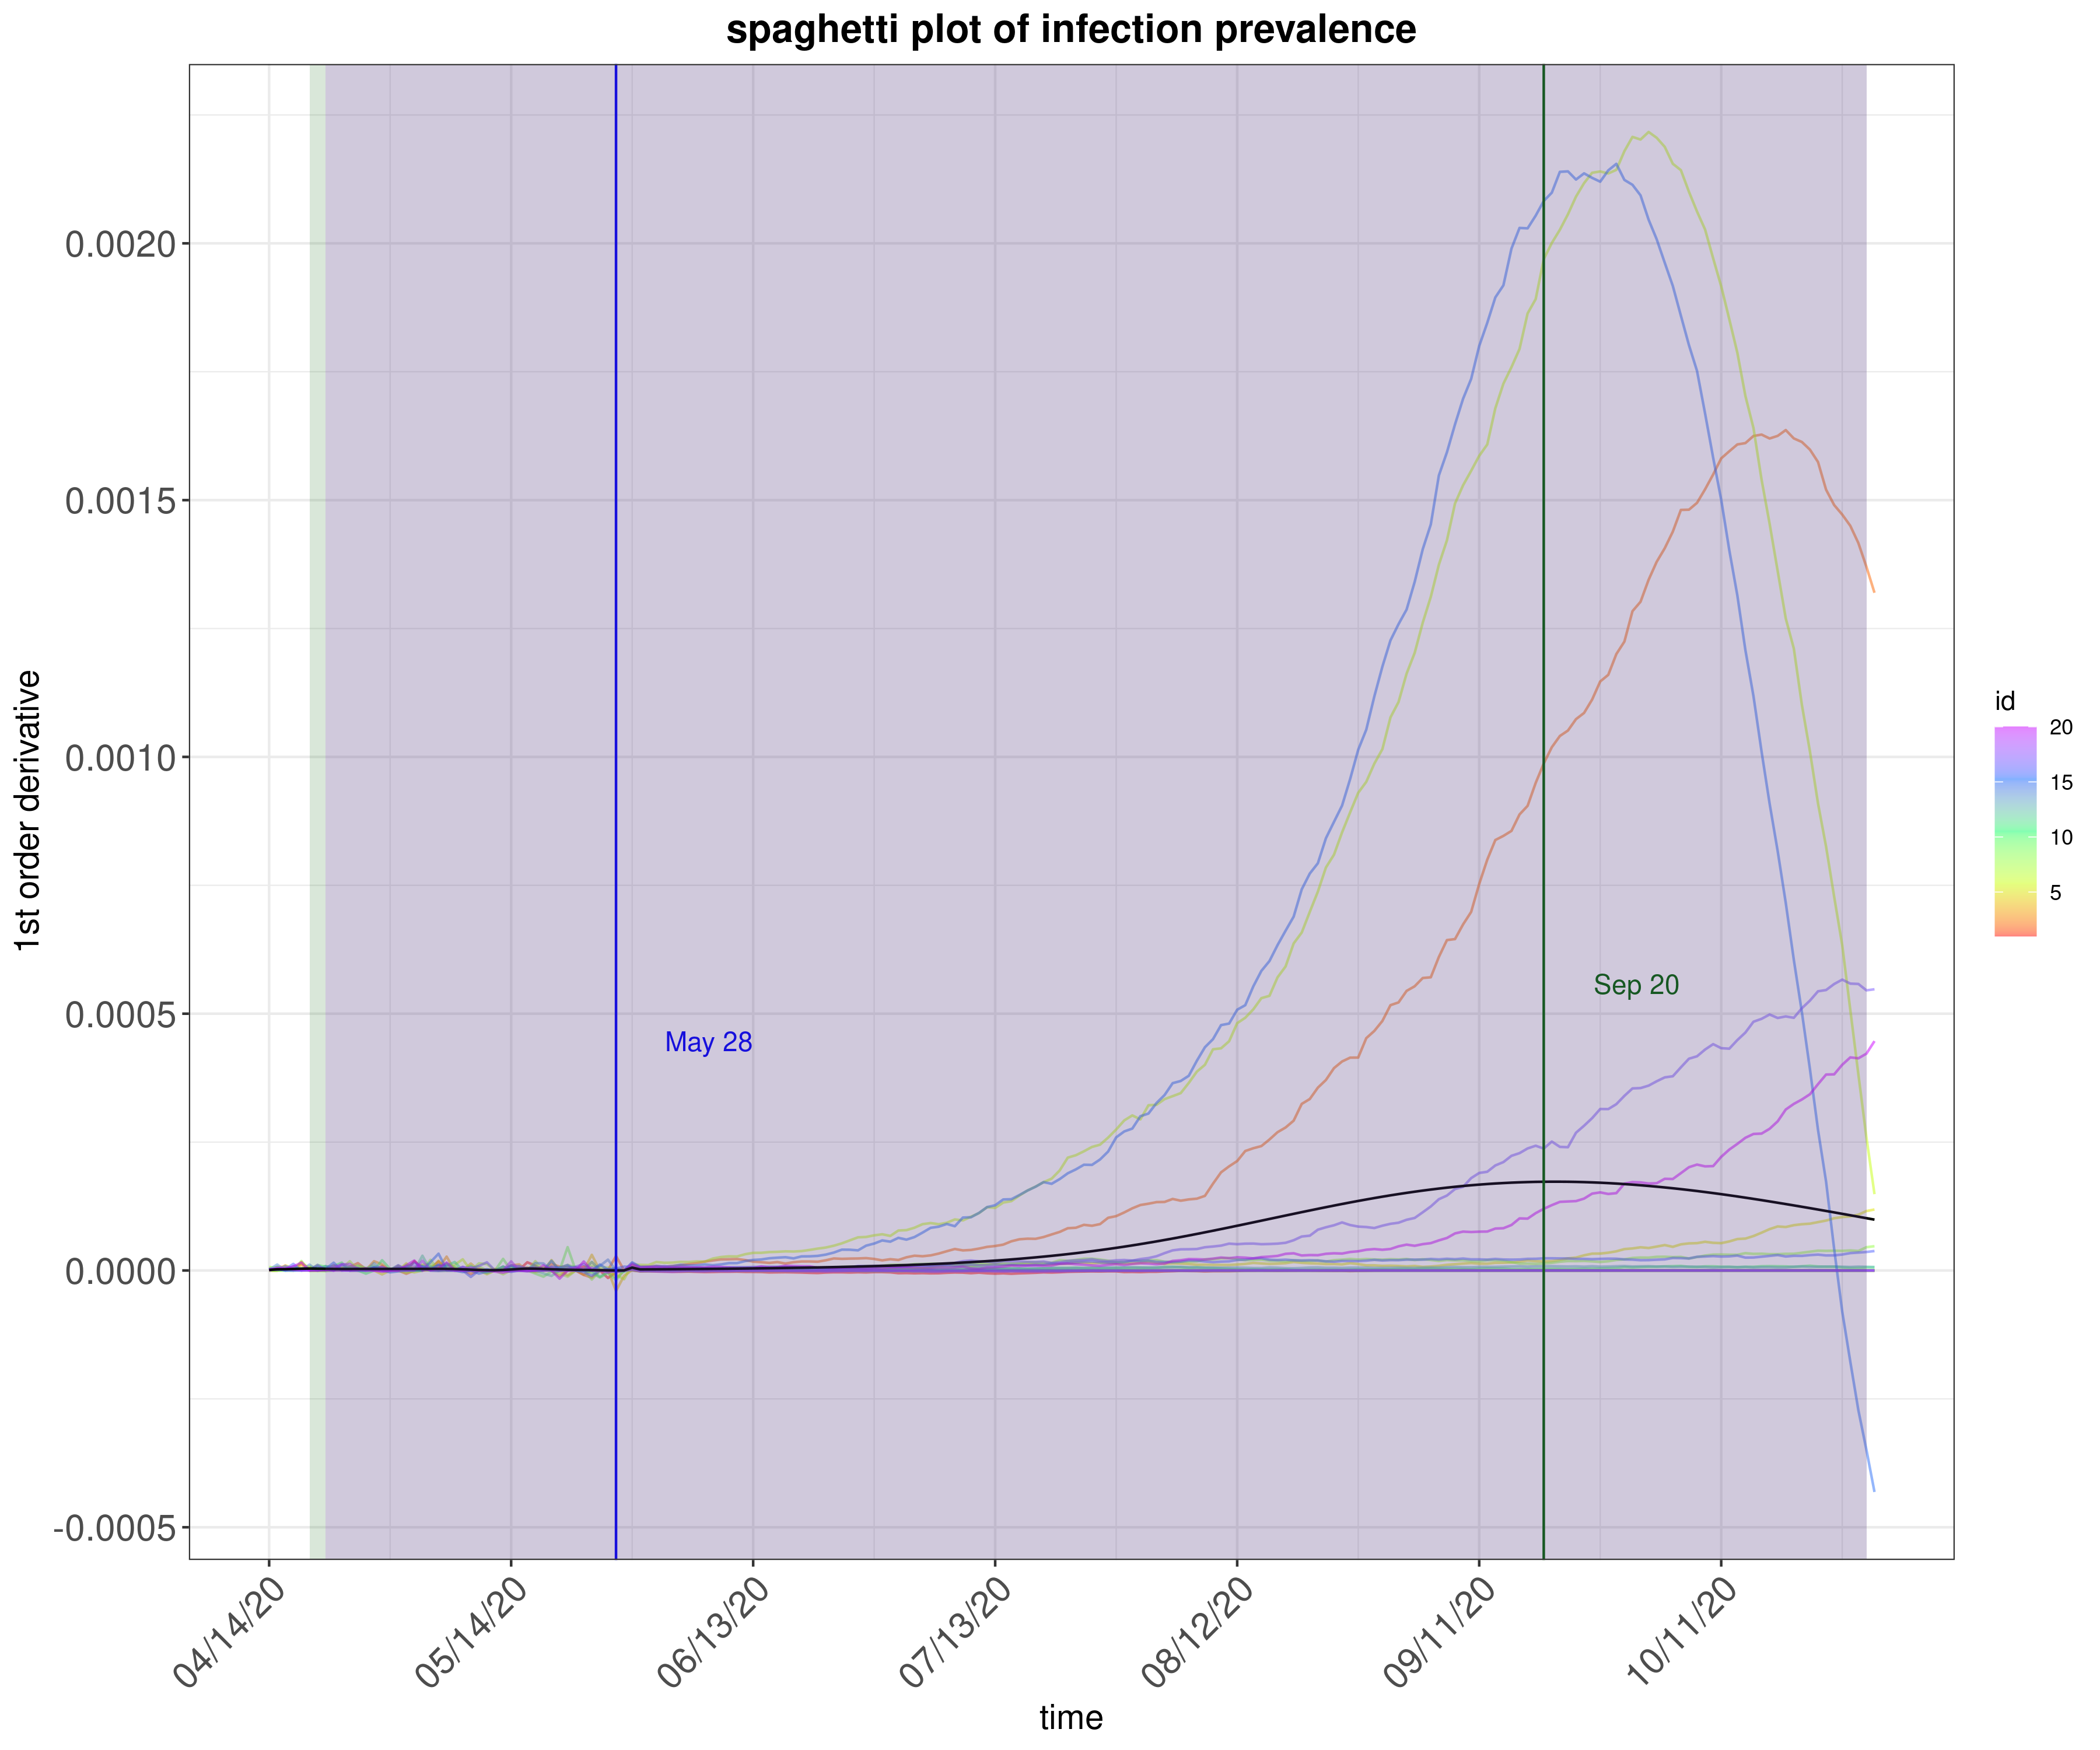 spaghetti plot of infection prevalence
1st order derivative
0.0020
0.0015
0.0010
0.0005
0.0000
-0.0005
May 28
Sep 20
04/14/20
05/14/20
06/13/20
07/13/20
08/12/20
09/11/20
10/11/20
time
id
20
15
10
5